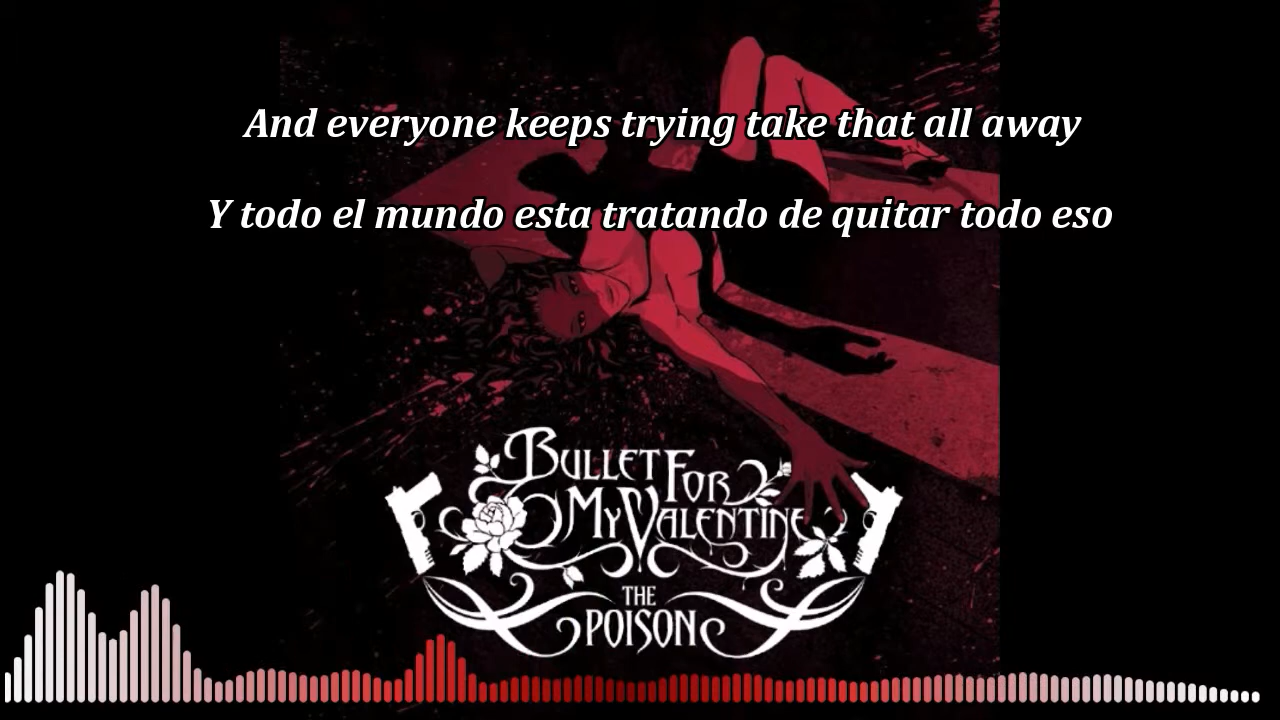 And everyone keeps trying take that all away
Y todo el mundo esta tratando de quitar todo eso
Bullet For
My Valentine
THE
POISON